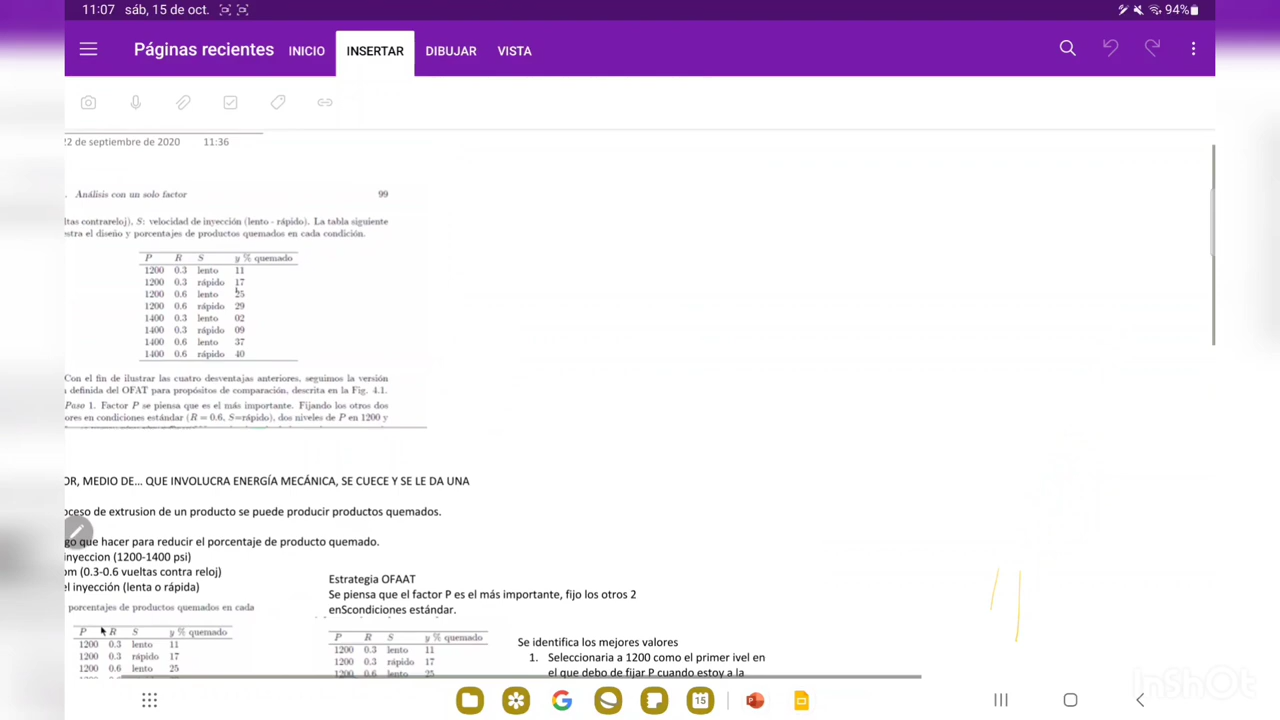 11:07 sáb, 15 de oct. 94%
Páginas recientes INICIO INSERTAR DIBUJAR VISTA
22 de septiembre de 2020 11:36
. Análisis con un solo factor 99
ltas contrareloj), S: velocidad de inyección (lento - rápido). La tabla siguiente
estra el diseño y porcentajes de productos quemados en cada condición.
P R S y % quemado
1200 0.3 lento 11
1200 0.3 rápido 17
1200 0.6 lento 25
1200 0.6 rápido 29
1400 0.3 lento 02
1400 0.3 rápido 09
1400 0.6 lento 37
1400 0.6 rápido 40
Con el fin de ilustrar las cuatro desventajas anteriores, seguimos la versión
definida del OFAT para propósitos de comparación, descrita en la Fig. 4.1.
Paso 1. Factor P se piensa que es el más importante. Fijando los otros dos
ores en condiciones estándar (R = 0.6, S=rápido), dos niveles de P en 1200 y
OR, MEDIO DE... QUE INVOLUCRA ENERGÍA MECÁNICA, SE CUECE Y SE LE DA UNA
oceso de extrusion de un producto se puede producir productos quemados.
go que hacer para reducir el porcentaje de producto quemado.
inyeccion (1200-1400 psi)
om (0.3-0.6 vueltas contra reloj)
el inyección (lenta o rápida)
porcentajes de productos quemados en cada
P R S y % quemado
1200 0.3 lento 11
1200 0.3 rápido 17
1200 0.6 lento 25
Estrategia OFAAT
Se piensa que el factor P es el más importante, fijo los otros 2
enScondiciones estándar.
P R S y % quemado
1200 0.3 lento 11
1200 0.3 rápido 17
1200 0.6 lento 25
Se identifica los mejores valores
1. Seleccionaria a 1200 como el primer ivel en
el que debo de fijar P cuando estoy a la
15
InShOt